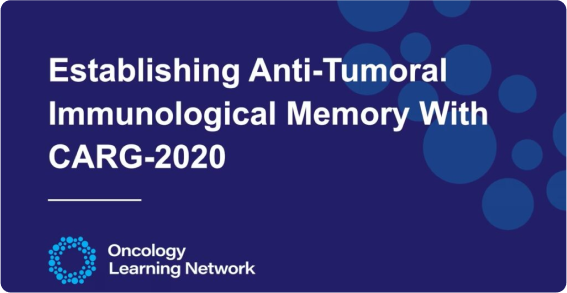 Establishing Anti-Tumoral
Immunological Memory With
CARG-2020
Oncology
Learning Network